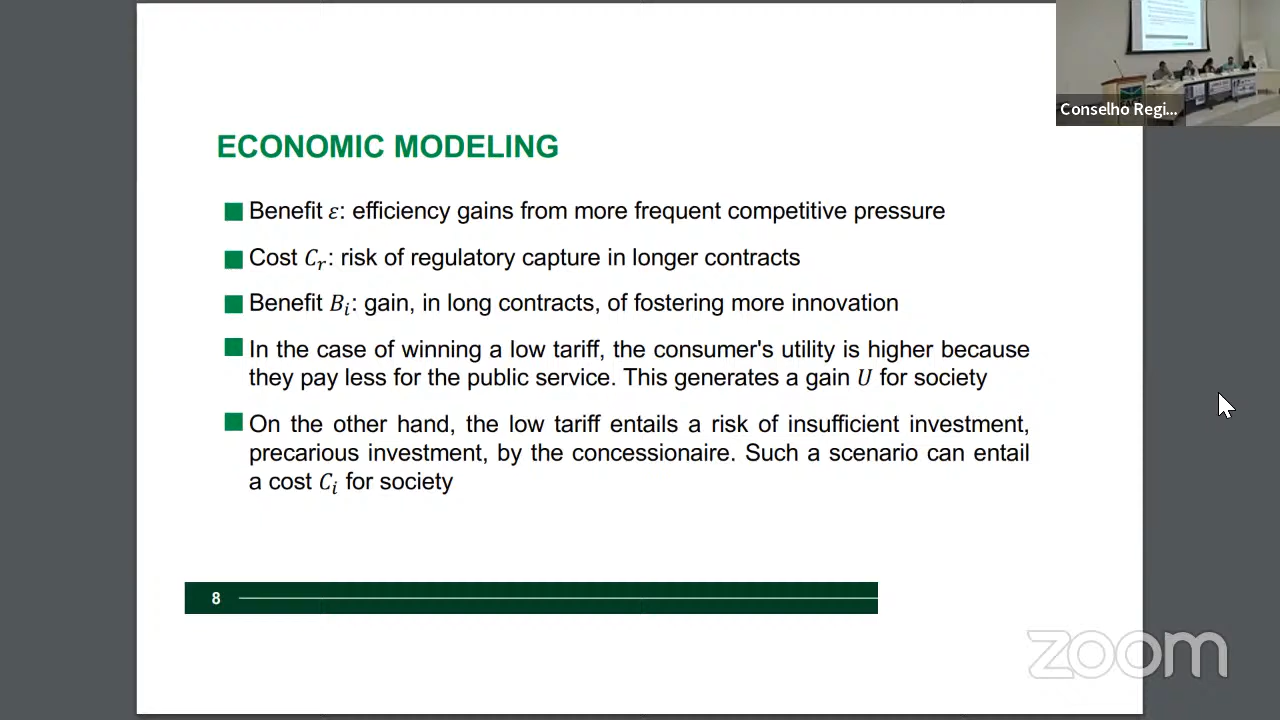 Conselho Regi...
ECONOMIC MODELING
Benefit ε: efficiency gains from more frequent competitive pressure
Cost Cᵣ: risk of regulatory capture in longer contracts
Benefit Bᵢ: gain, in long contracts, of fostering more innovation
In the case of winning a low tariff, the consumer's utility is higher because
they pay less for the public service. This generates a gain U for society
On the other hand, the low tariff entails a risk of insufficient investment,
precarious investment, by the concessionaire. Such a scenario can entail
a cost Cᵢ for society
8
zoom